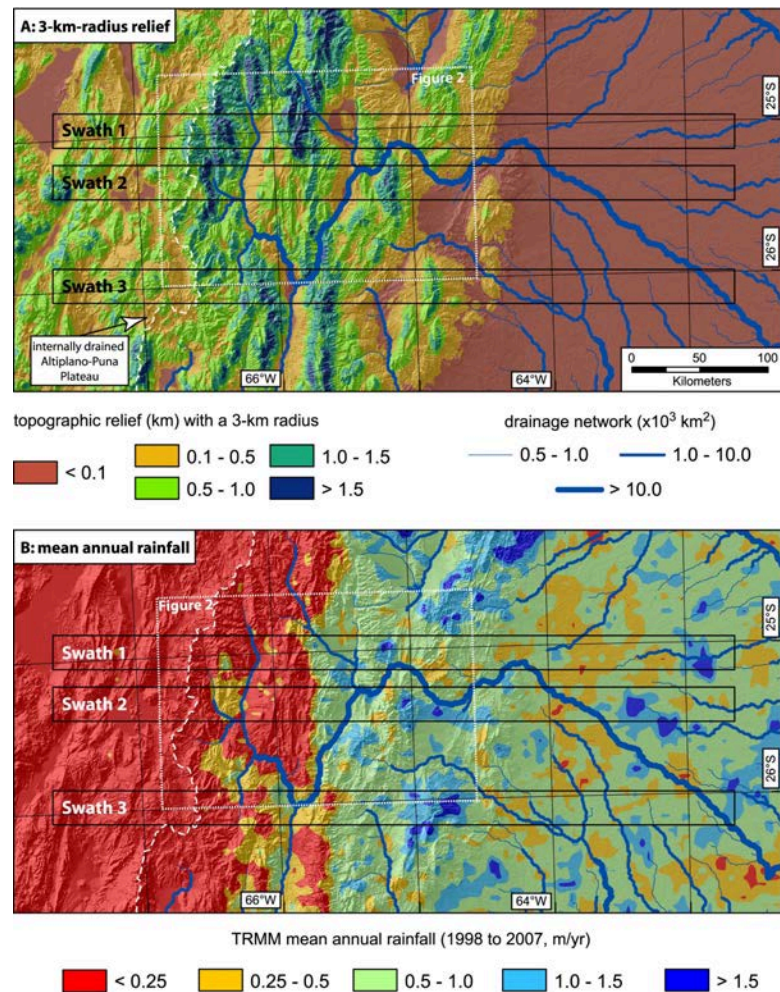 A: 3-km-radius relief
Figure 2
25°S
Swath 1
Swath 2
26°S
Swath 3
internally drained
Altiplano-Puna
Plateau
66°W
64°W
0 50 100
Kilometers
topographic relief (km) with a 3-km radius
< 0.1
0.1 - 0.5
1.0 - 1.5
0.5 - 1.0
> 1.5
drainage network (x10³ km²)
0.5 - 1.0
1.0 - 10.0
> 10.0
B: mean annual rainfall
Figure 2
25°S
Swath 1
Swath 2
26°S
Swath 3
66°W
64°W
TRMM mean annual rainfall (1998 to 2007, m/yr)
< 0.25
0.25 - 0.5
0.5 - 1.0
1.0 - 1.5
> 1.5